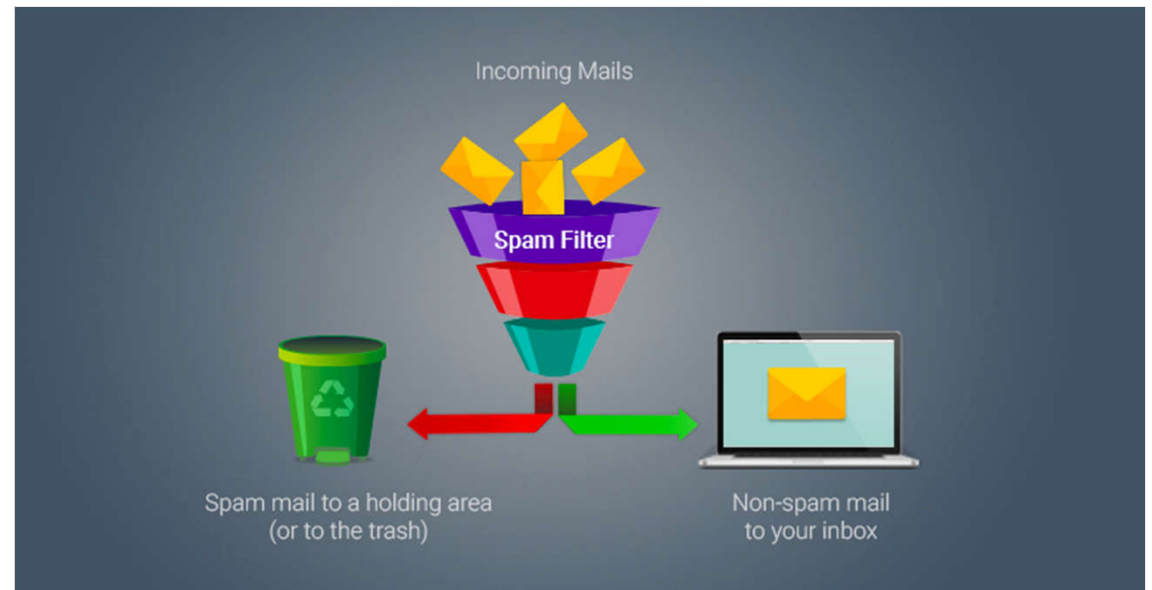 Incoming Mails
Spam Filter
Spam mail to a holding area
(or to the trash)
Non-spam mail
to your inbox